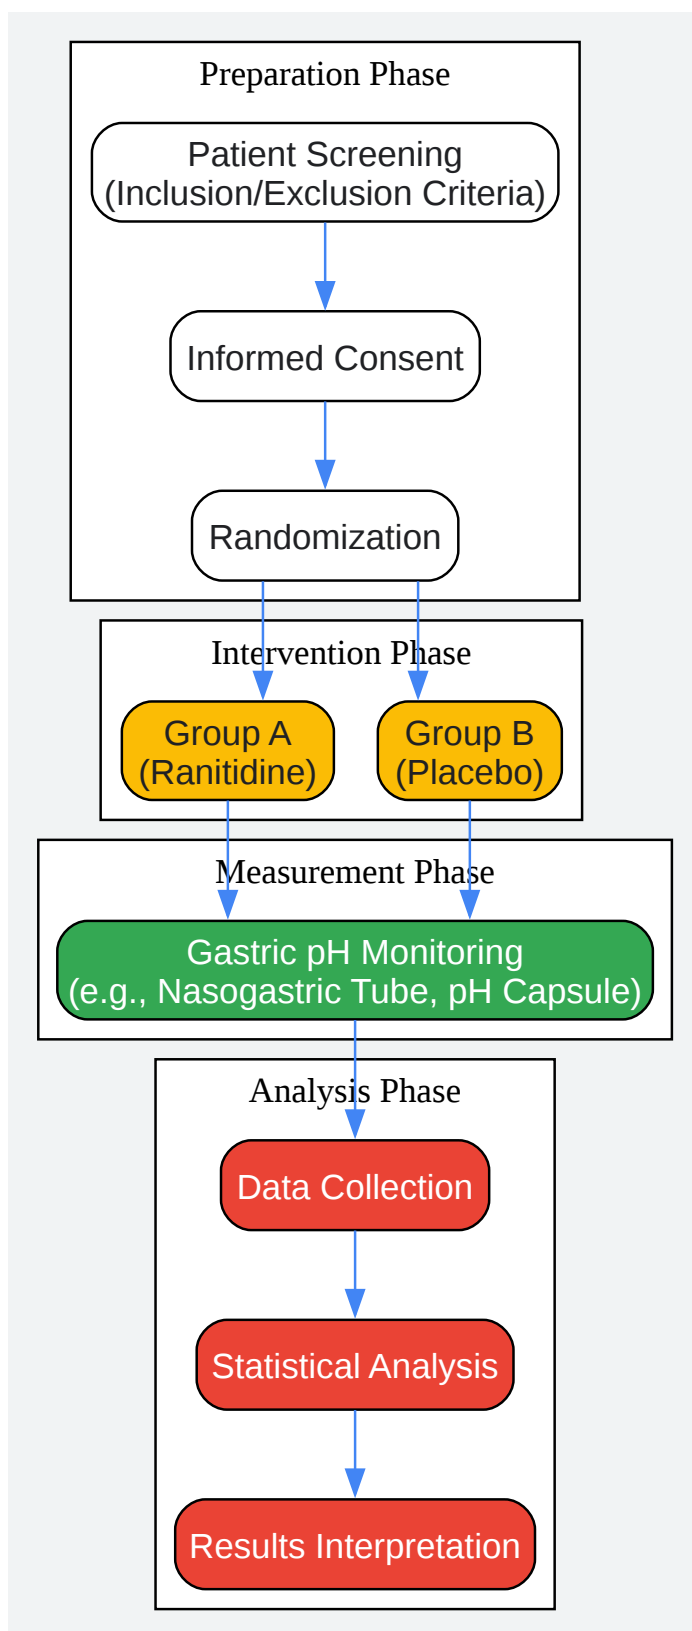 Preparation Phase
Patient Screening
(Inclusion/Exclusion Criteria)
Informed Consent
Randomization
Intervention Phase
Group A
(Ranitidine)
Group B
(Placebo)
Measurement Phase
Gastric pH Monitoring
(e.g., Nasogastric Tube, pH Capsule)
Analysis Phase
Data Collection
Statistical Analysis
Results Interpretation